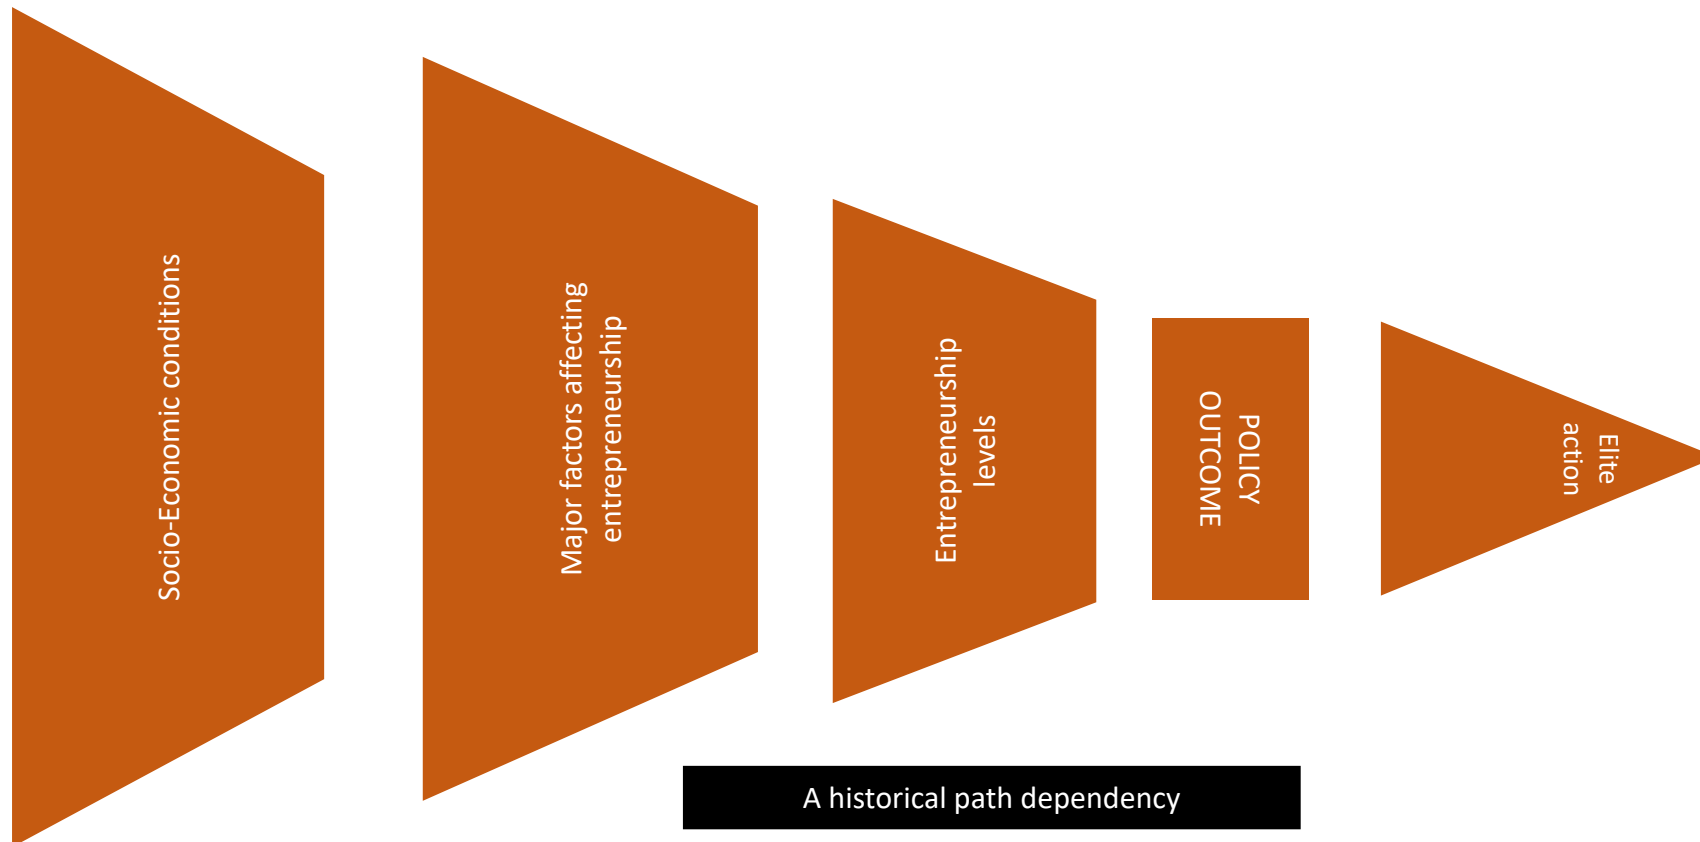 Socio-Economic conditions
Major factors affecting
entrepreneurship
Entrepreneurship
levels
POLICY
OUTCOME
Elite
action
A historical path dependency